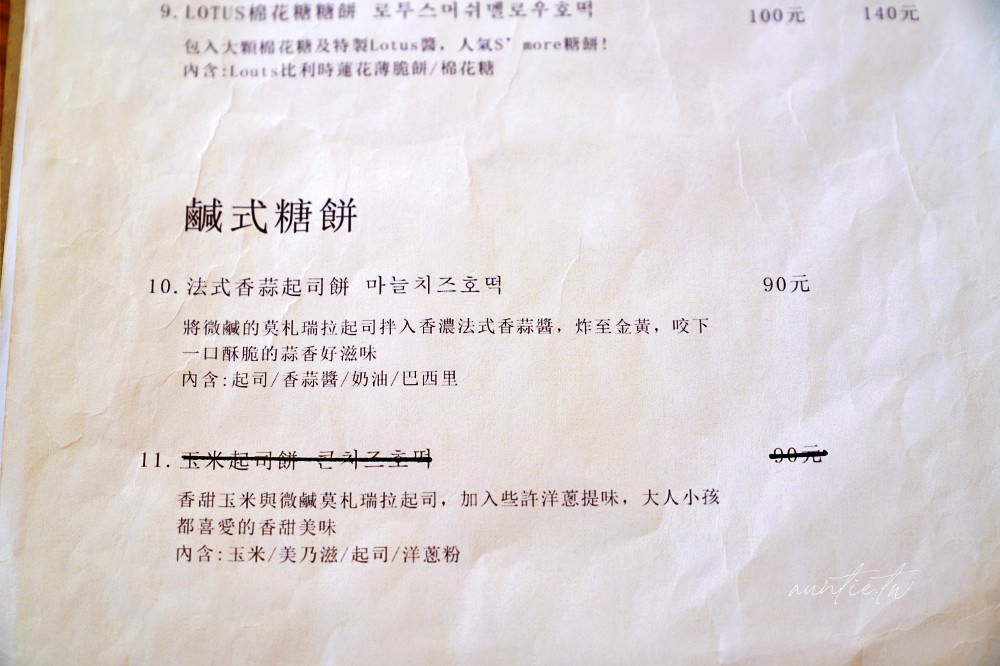 9. LOTUS棉花糖糖餅 로투스머쉬멜로우호떡 100元 140元
包入大顆棉花糖及特製Lotus醬，人氣S’more糖餅!
內含:Louts比利時蓮花薄脆餅/棉花糖
鹹式糖餅
10. 法式香蒜起司餅 마늘치즈호떡 90元
將微鹹的莫札瑞拉起司拌入香濃法式香蒜醬，炸至金黃，咬下
一口酥脆的蒜香好滋味
內含:起司/香蒜醬/奶油/巴西里
11. 玉米起司餅 콘치즈호떡 90元
香甜玉米與微鹹莫札瑞拉起司，加入些許洋蔥提味，大人小孩
都喜愛的香甜美味
內含:玉米/美乃滋/起司/洋蔥粉
auntie.tw